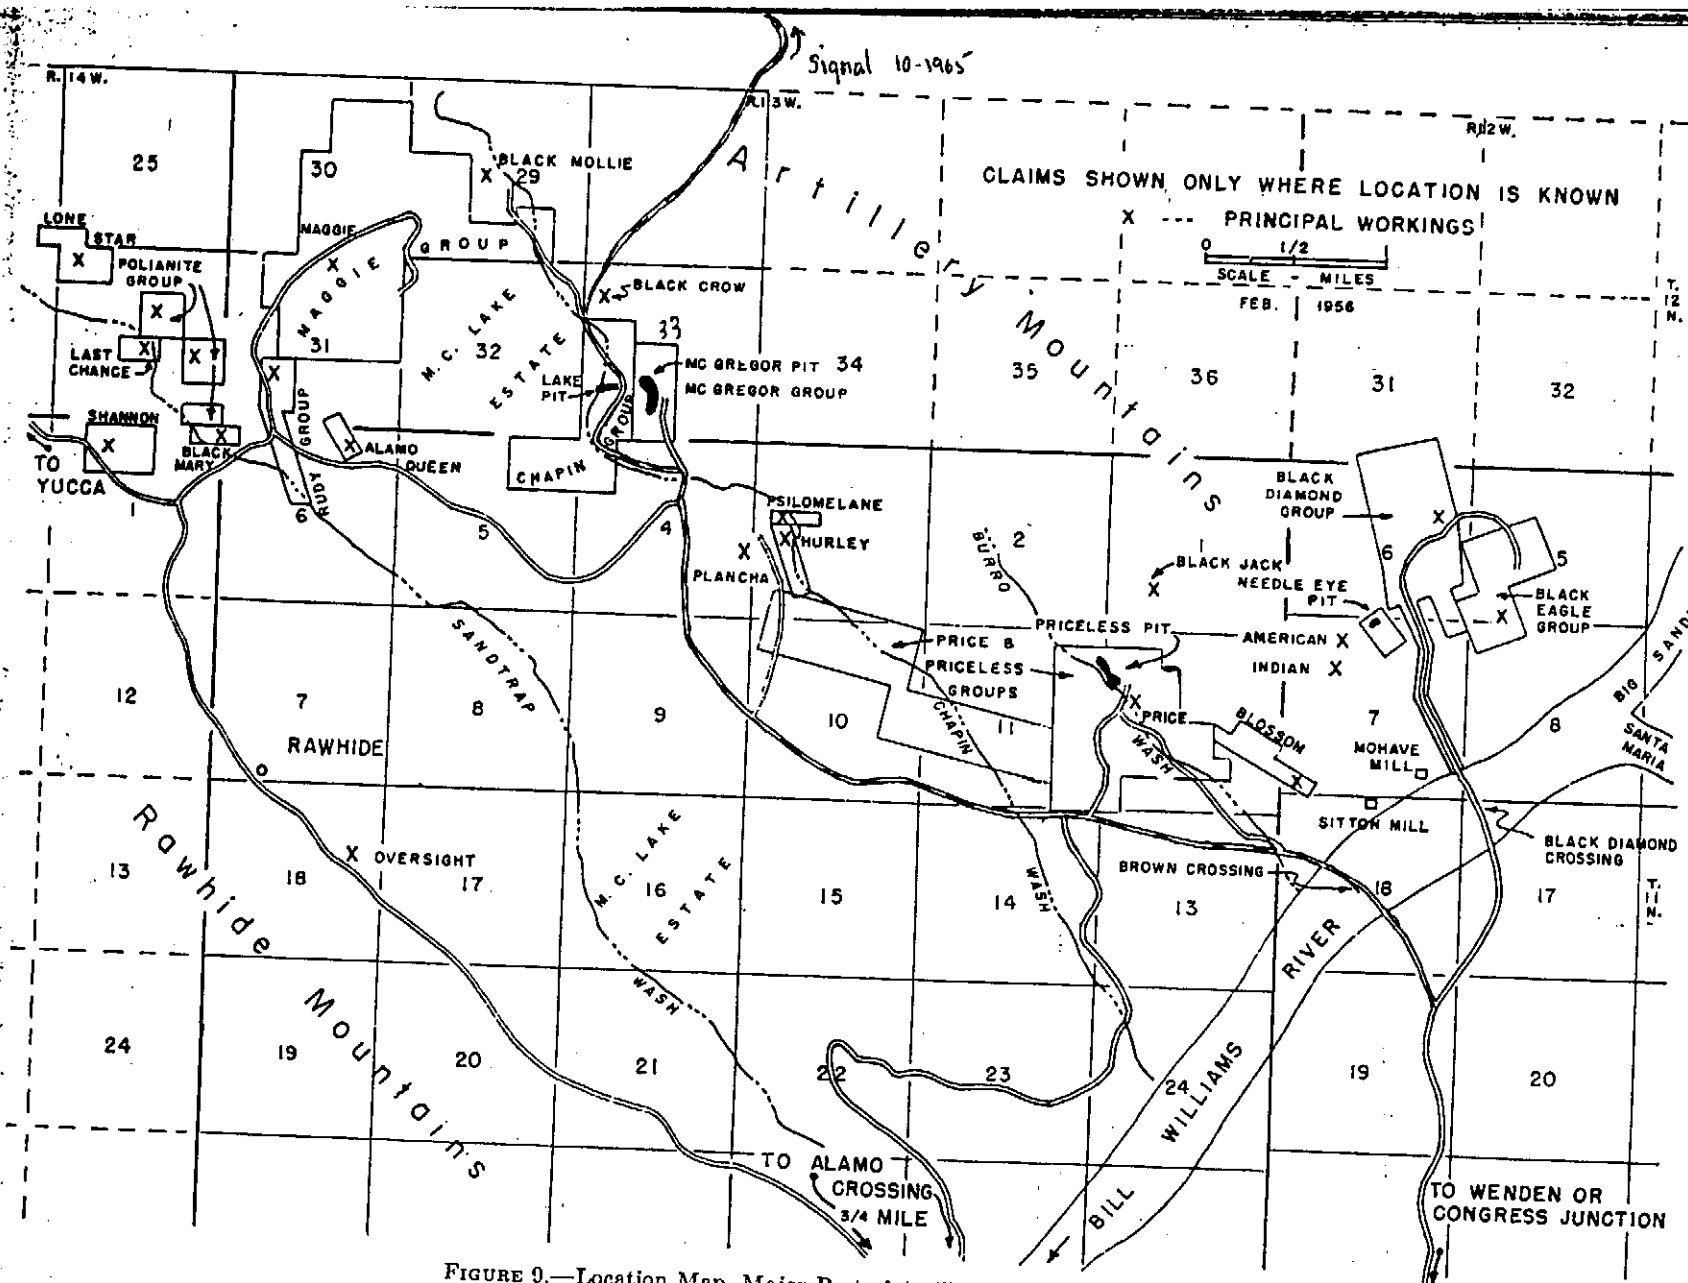 Signal 10-1965
R. 14 W.
R. 13 W.
R. 12 W.
Artillery Mountains
CLAIMS SHOWN ONLY WHERE LOCATION IS KNOWN
X --- PRINCIPAL WORKINGS
0 1/2
SCALE - MILES
FEB. 1956
T.
12
N.
25
30
29
BLACK MOLLIE
LONE
STAR
POLIANITE
GROUP
MAGGIE
GROUP
MAGGIE
BLACK CROW
M. C. LAKE
ESTATE
31
32
33
34
35
36
31
32
LAST
CHANCE
LAKE
PIT
MC GREGOR PIT
MC GREGOR GROUP
GROUP
SHANNON
BLACK
MARY
GROUP
RUDY
ALAMO
QUEEN
CHAPIN
TO
YUCCA
6
5
4
PSILOMELANE
HURLEY
PLANCHA
2
BURRO
BLACK
DIAMOND
GROUP
BLACK JACK
NEEDLE EYE
PIT
6
5
BLACK
EAGLE
GROUP
PRICE &
PRICELESS
GROUPS
PRICELESS PIT
AMERICAN
INDIAN
SANDTRAP
12
7
8
9
10
11
CHAPIN
PRICE
WASH
BLOSSOM
7
8
BIG
SANDY
SANTA
MARIA
MOHAVE
MILL
RAWHIDE
SITTON MILL
BLACK DIAMOND
CROSSING
BROWN CROSSING
Rawhide Mountains
OVERSIGHT
M. C. LAKE
ESTATE
13
18
17
16
15
14
13
18
17
WASH
T.
11
N.
WASH
24
19
20
21
22
23
24
19
20
BILL WILLIAMS RIVER
TO ALAMO
CROSSING
3/4 MILE
TO WENDEN OR
CONGRESS JUNCTION
FIGURE 9.—Location Map,